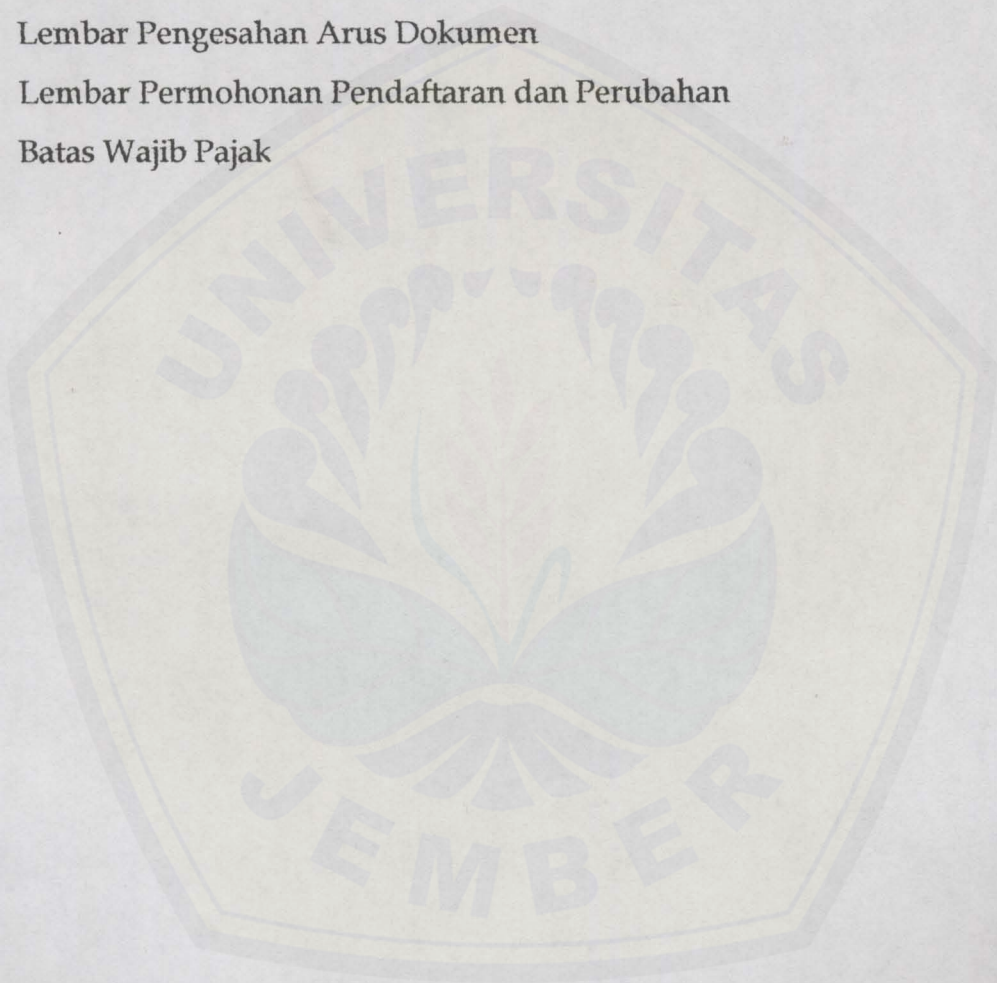 Lembar Pengesahan Arus Dokumen
Lembar Permohonan Pendaftaran dan Perubahan
Batas Wajib Pajak
UNIVERSITAS
JEMBER